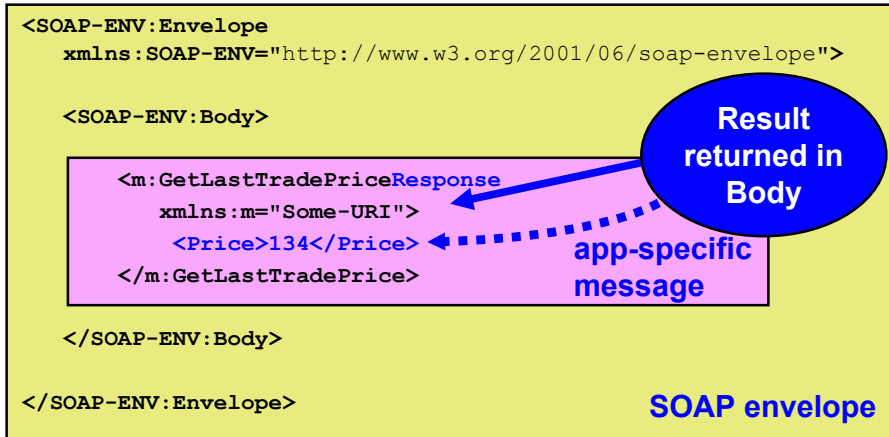 <SOAP-ENV:Envelope
xmlns:SOAP-ENV="http://www.w3.org/2001/06/soap-envelope">
<SOAP-ENV:Body>
Result
returned in
Body
<m:GetLastTradePriceResponse
xmlns:m="Some-URI">
<Price>134</Price>
</m:GetLastTradePrice>
app-specific
message
</SOAP-ENV:Body>
</SOAP-ENV:Envelope>
SOAP envelope